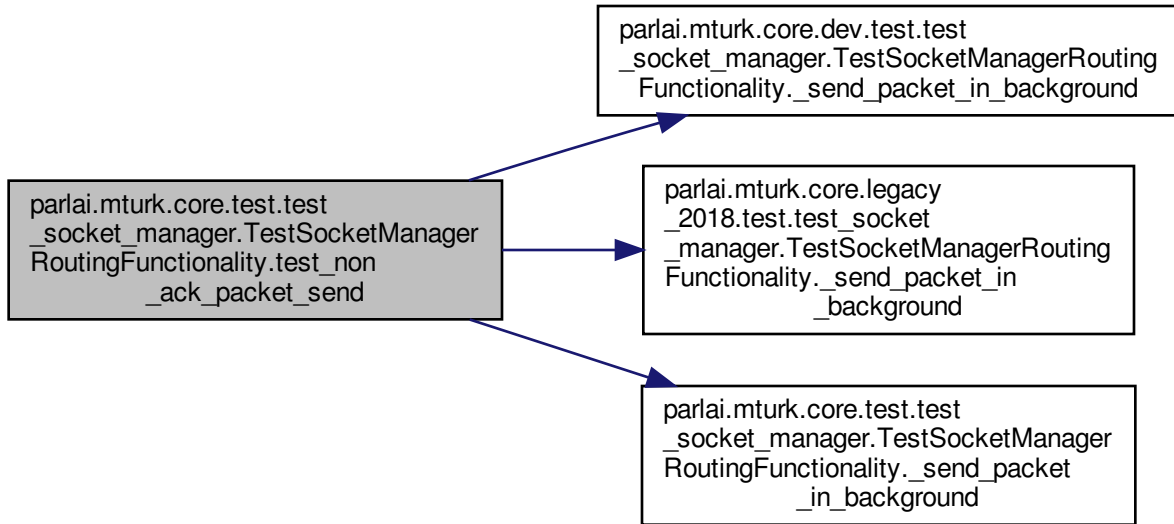 parlai.mturk.core.dev.test.test
_socket_manager.TestSocketManagerRouting
Functionality._send_packet_in_background
parlai.mturk.core.test.test
_socket_manager.TestSocketManager
RoutingFunctionality.test_non
_ack_packet_send
parlai.mturk.core.legacy
_2018.test.test_socket
_manager.TestSocketManagerRouting
Functionality._send_packet_in
_background
parlai.mturk.core.test.test
_socket_manager.TestSocketManager
RoutingFunctionality._send_packet
_in_background